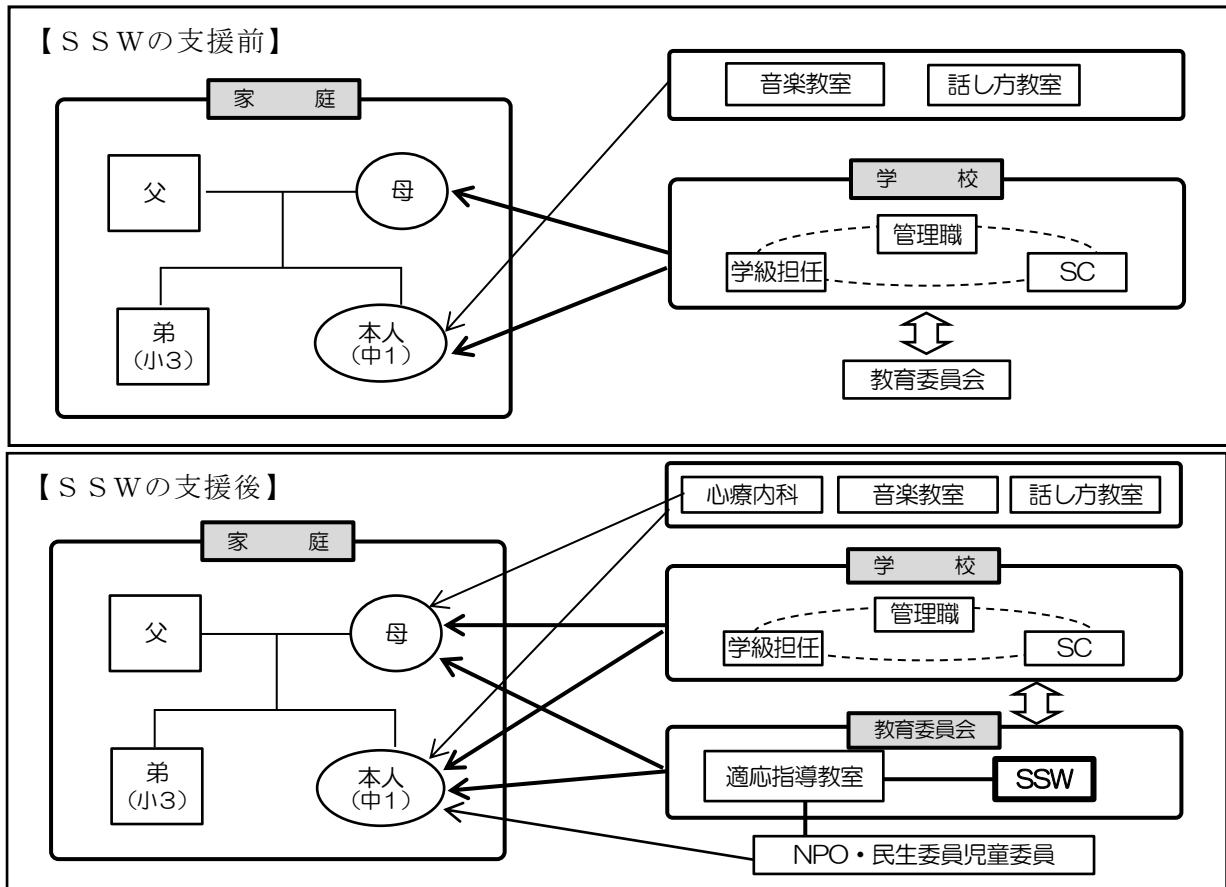 【ＳＳＷの支援前】
家 庭
父
母
弟
(小３)
本人
(中１)
音楽教室
話し方教室
学 校
管理職
学級担任
SC
教育委員会
【ＳＳＷの支援後】
家 庭
父
母
弟
(小３)
本人
(中１)
心療内科
音楽教室
話し方教室
学 校
管理職
学級担任
SC
教育委員会
適応指導教室
SSW
NPO・民生委員児童委員